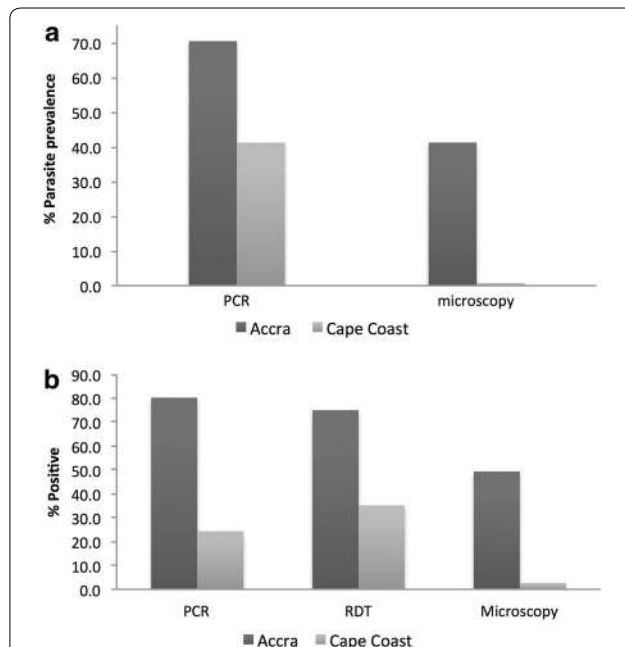 a
% Parasite prevalence
70.0
60.0
50.0
40.0
30.0
20.0
10.0
0.0
PCR microscopy
Accra Cape Coast
b
% Positive
90.0
80.0
70.0
60.0
50.0
40.0
30.0
20.0
10.0
0.0
PCR RDT Microscopy
Accra Cape Coast